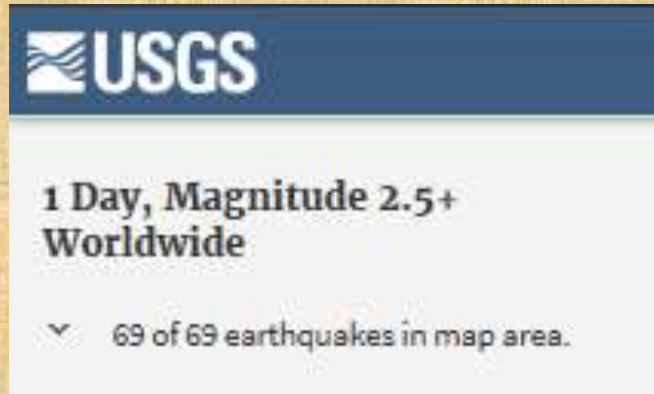 USGS
1 Day, Magnitude 2.5+
Worldwide
69 of 69 earthquakes in map area.